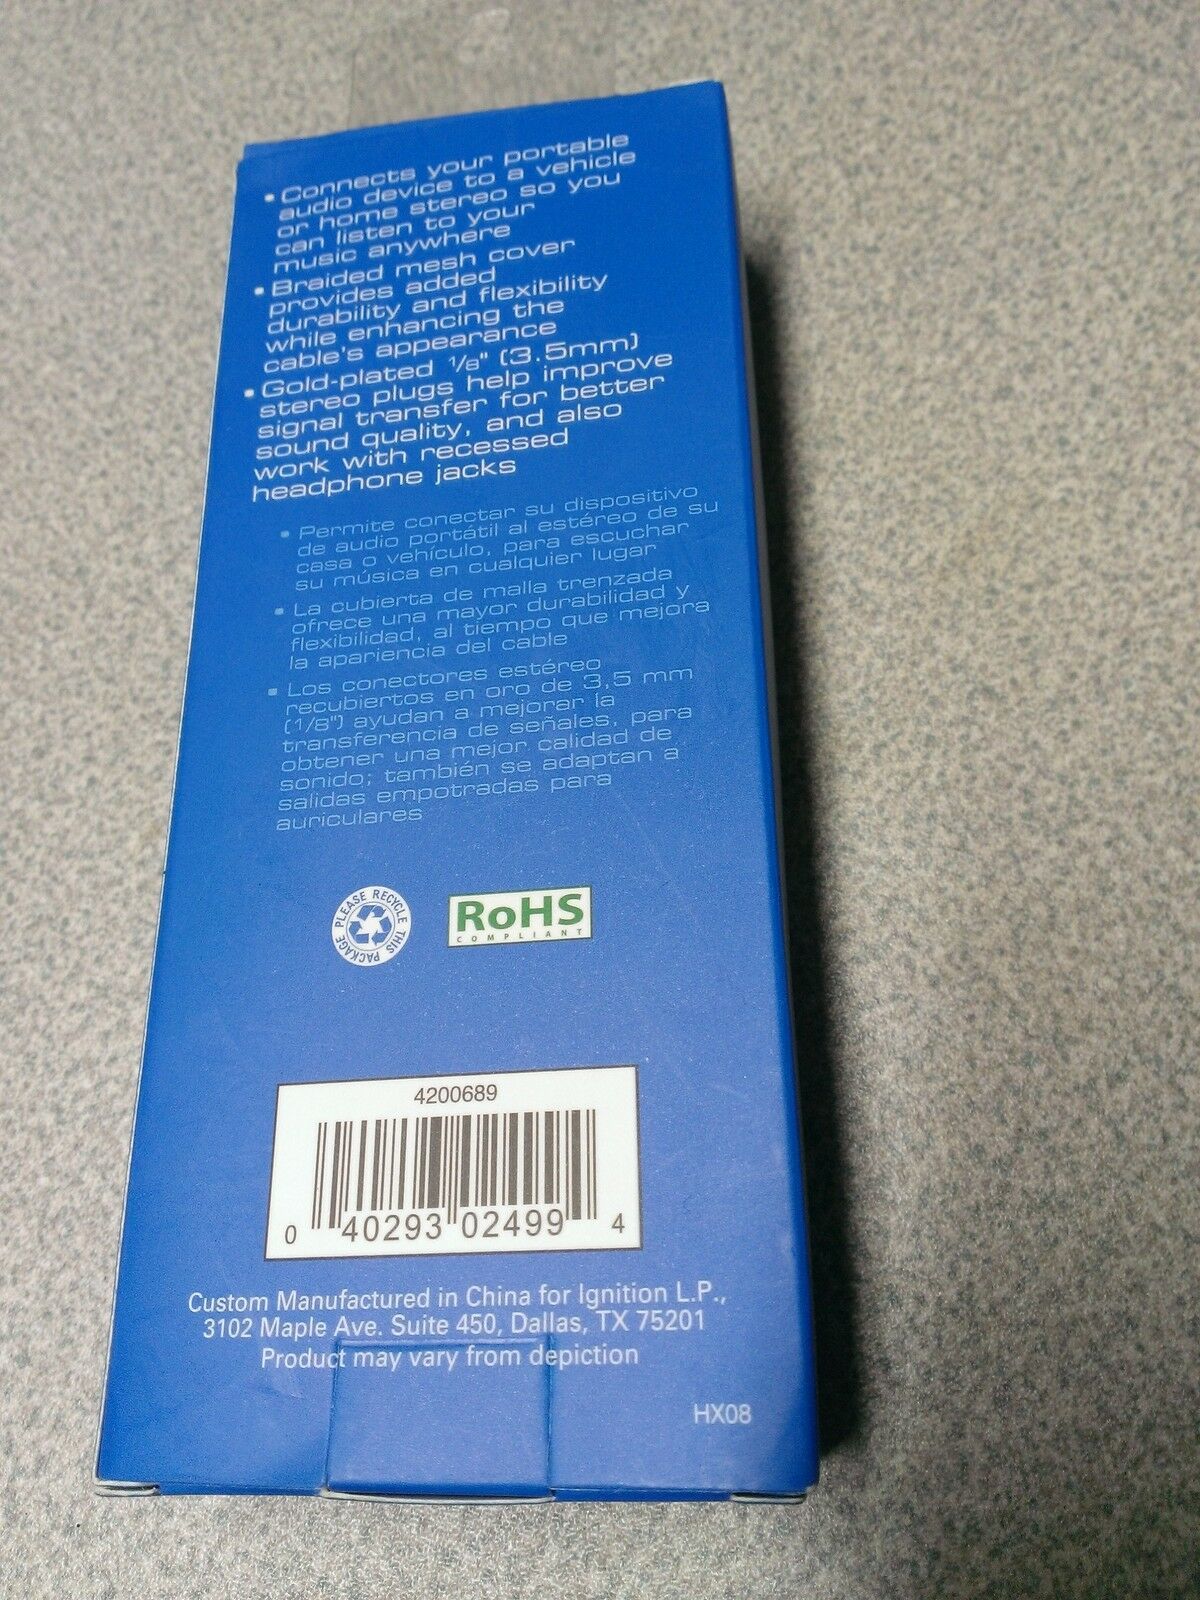 • Connects your portable
audio device to a vehicle
or home stereo so you
can listen to your
music anywhere
• Braided mesh cover
provides added
durability and flexibility
while enhancing the
cable's appearance
• Gold-plated 1/8" (3.5mm)
stereo plugs help improve
signal transfer for better
sound quality, and also
work with recessed
headphone jacks
• Permite conectar su dispositivo
de audio portátil al estéreo de su
casa o vehículo, para escuchar
su música en cualquier lugar
• La cubierta de malla trenzada
ofrece una mayor durabilidad y
flexibilidad, al tiempo que mejora
la apariencia del cable
• Los conectores estéreo
recubiertos en oro de 3,5 mm
(1/8") ayudan a mejorar la
transferencia de señales, para
obtener una mejor calidad de
sonido; también se adaptan a
salidas empotradas para
auriculares
PLEASE RECYCLE THIS PACKAGE
RoHS
COMPLIANT
4200689
0 40293 02499 4
Custom Manufactured in China for Ignition L.P.,
3102 Maple Ave. Suite 450, Dallas, TX 75201
Product may vary from depiction
HX08